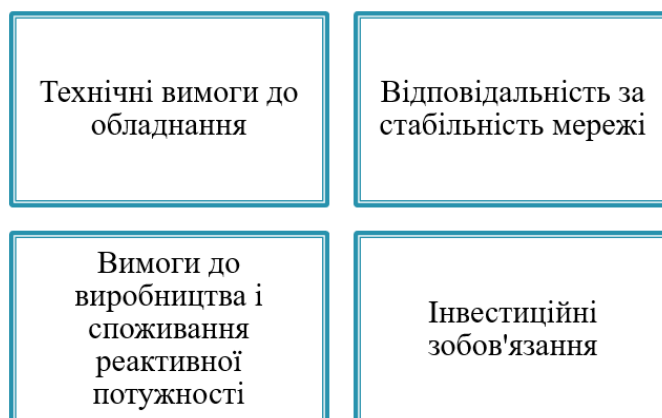 Технічні вимоги до
обладнання
Відповідальність за
стабільність мережі
Вимоги до
виробництва і
споживання
реактивної
потужності
Інвестиційні
зобов'язання